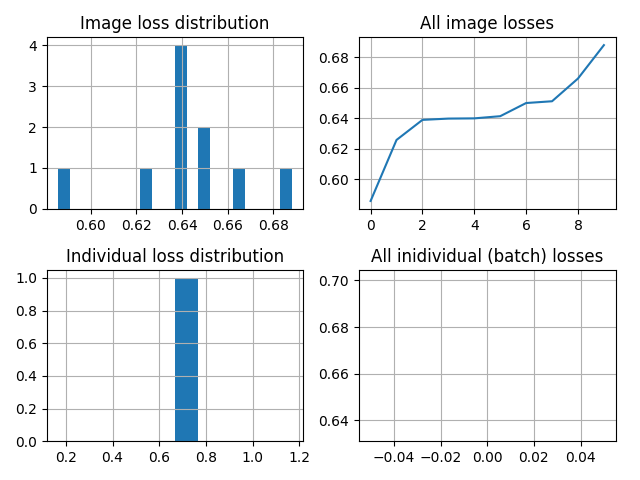 Image loss distribution
4
3
2
1
0
0.60 0.62 0.64 0.66 0.68
All image losses
0.68
0.66
0.64
0.62
0.60
0 2 4 6 8
Individual loss distribution
1.0
0.8
0.6
0.4
0.2
0.0
0.2 0.4 0.6 0.8 1.0 1.2
All inidividual (batch) losses
0.70
0.68
0.66
0.64
−0.04 −0.02 0.00 0.02 0.04